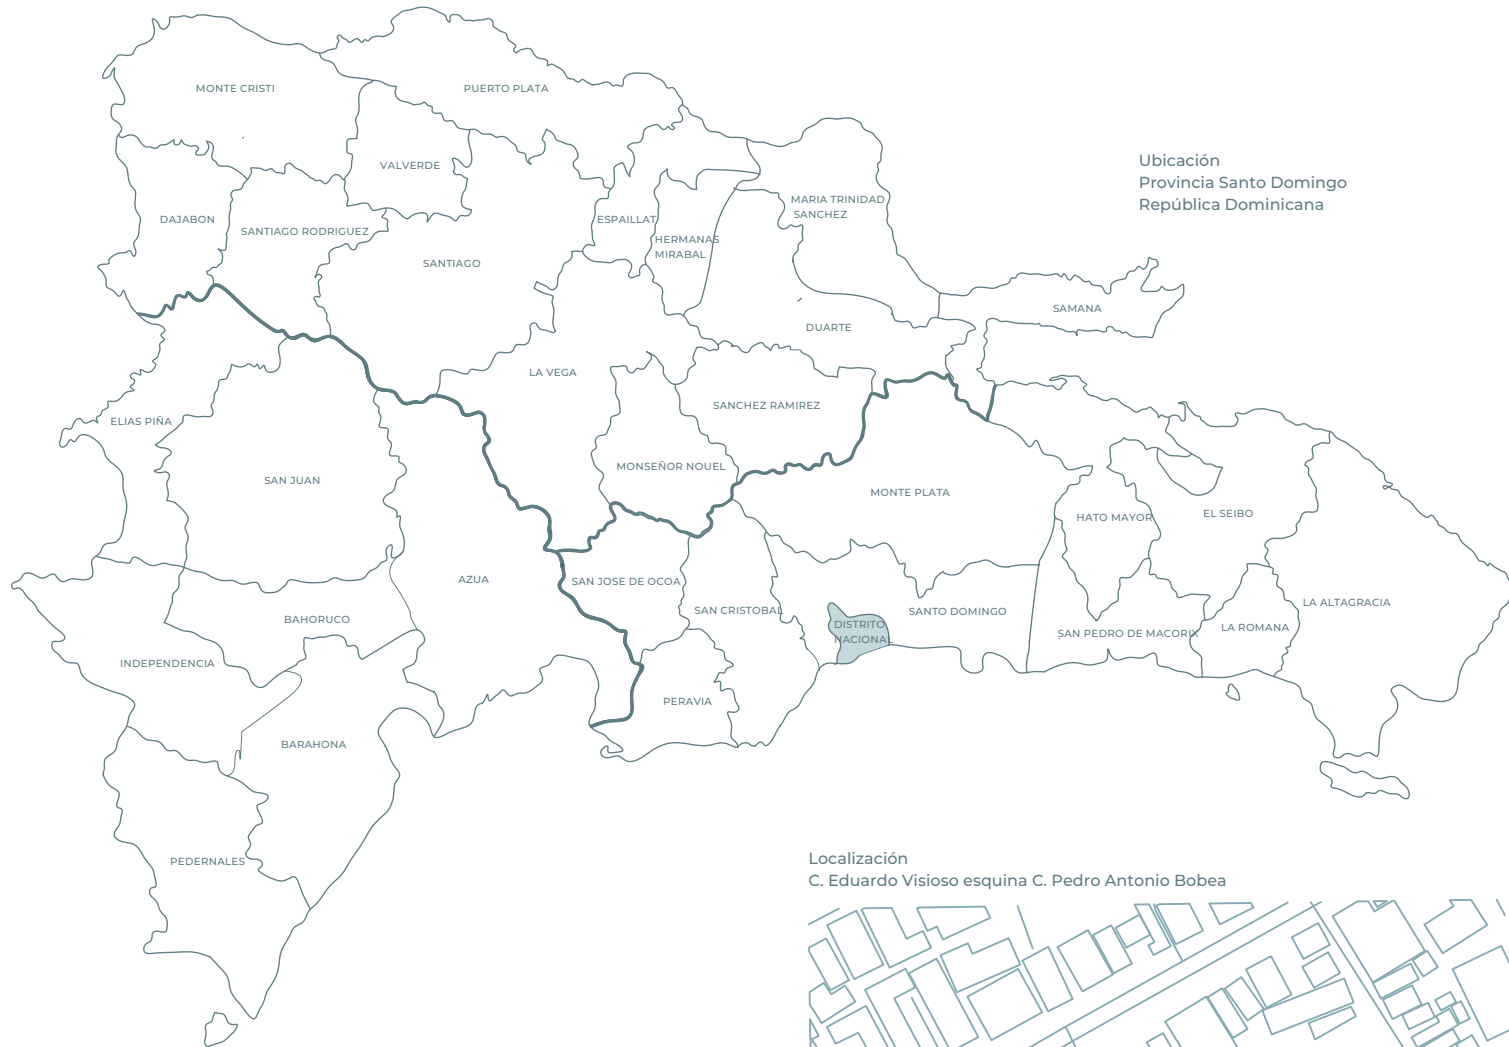 MONTE CRISTI
PUERTO PLATA
VALVERDE
Ubicación
Provincia Santo Domingo
República Dominicana
DAJABON
SANTIAGO RODRIGUEZ
SANTIAGO
ESPAILLAT
HERMANAS
MIRABAL
MARIA TRINIDAD
SANCHEZ
SAMANA
DUARTE
LA VEGA
SANCHEZ RAMIREZ
ELIAS PIÑA
SAN JUAN
MONSEÑOR NOUEL
MONTE PLATA
HATO MAYOR
EL SEIBO
AZUA
SAN JOSE DE OCOA
SAN CRISTOBAL
DISTRITO
NACIONAL
SANTO DOMINGO
SAN PEDRO DE MACORIX
LA ROMANA
LA ALTAGRACIA
BAHORUCO
INDEPENDENCIA
PERAVIA
BARAHONA
PEDERNALES
Localización
C. Eduardo Visioso esquina C. Pedro Antonio Bobea